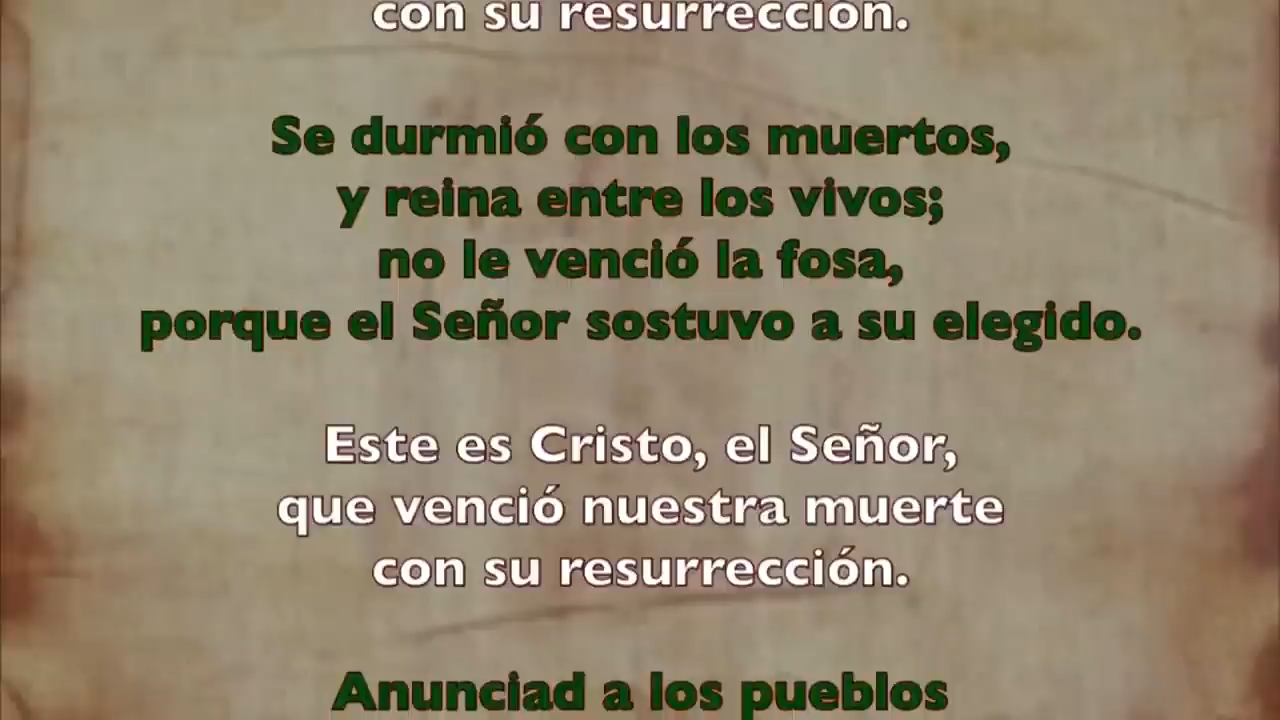 con su resurrección.
Se durmió con los muertos,
y reina entre los vivos;
no le venció la fosa,
porque el Señor sostuvo a su elegido.
Este es Cristo, el Señor,
que venció nuestra muerte
con su resurrección.
Anunciad a los pueblos